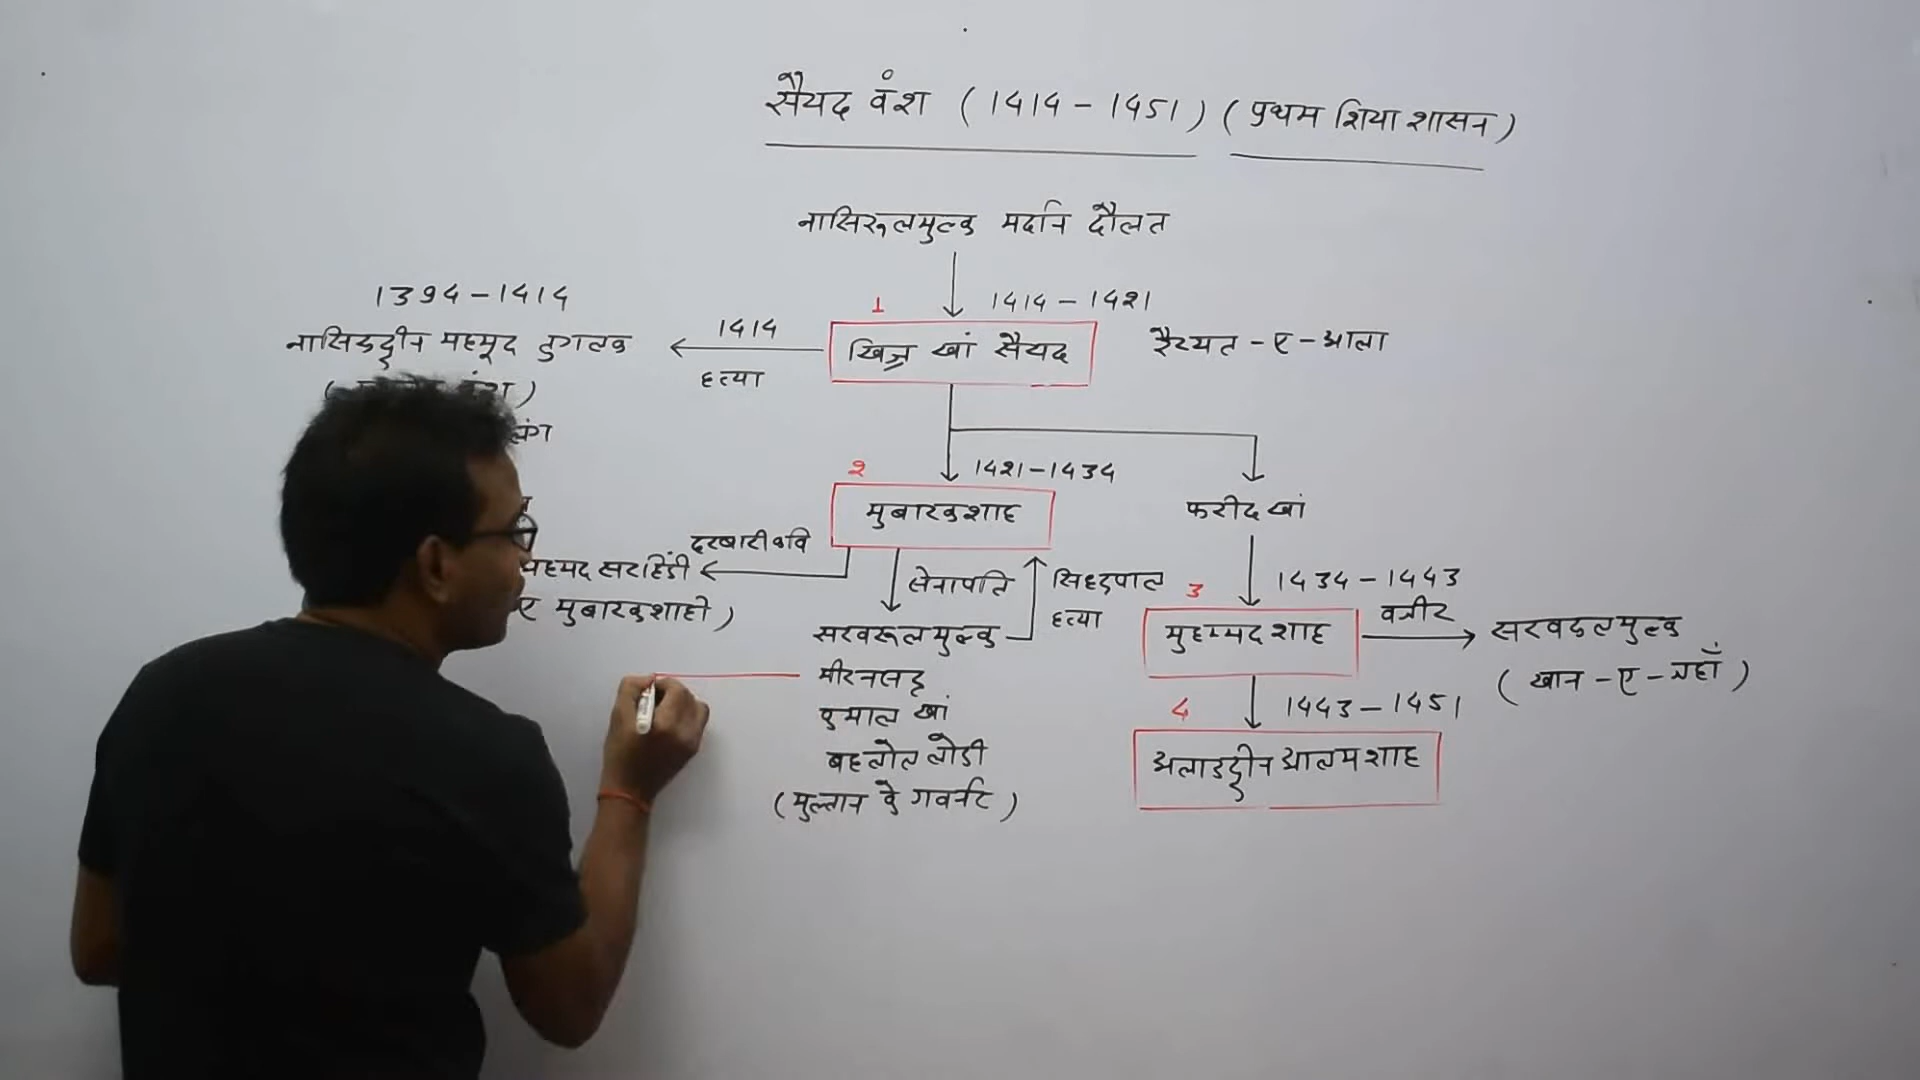 सैयद वंश (1414 - 1451) (प्रथम शिया शासन)
नासिरूलमुल्क मर्दान दौलत
1394 - 1414
नासिरुद्दीन महमूद तुगलक
1414
हत्या
1
1414 - 1421
खिज्र खां सैयद
रैय्यत - ए - आला
2
1421 - 1434
मुबारकशाह
फरीद खां
दरबारी कवि
सरहिंदी
ए मुबारकशाही)
सेनापति
सिद्धपाल
हत्या
सरवरूलमुल्क
मीरनसद्र
कमाल खां
बहलोल लोदी
(मुल्तान के गवर्नर)
3
1434 - 1443
मुहम्मद शाह
वजीर
सरवरुलमुल्क
(खान - ए - जहाँ)
4
1443 - 1451
अलाउद्दीन आलमशाह